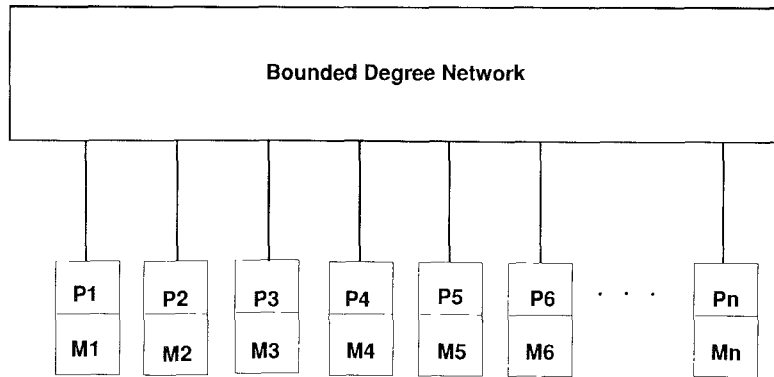 Bounded Degree Network
P1 P2 P3 P4 P5 P6 . . . Pn
M1 M2 M3 M4 M5 M6 Mn